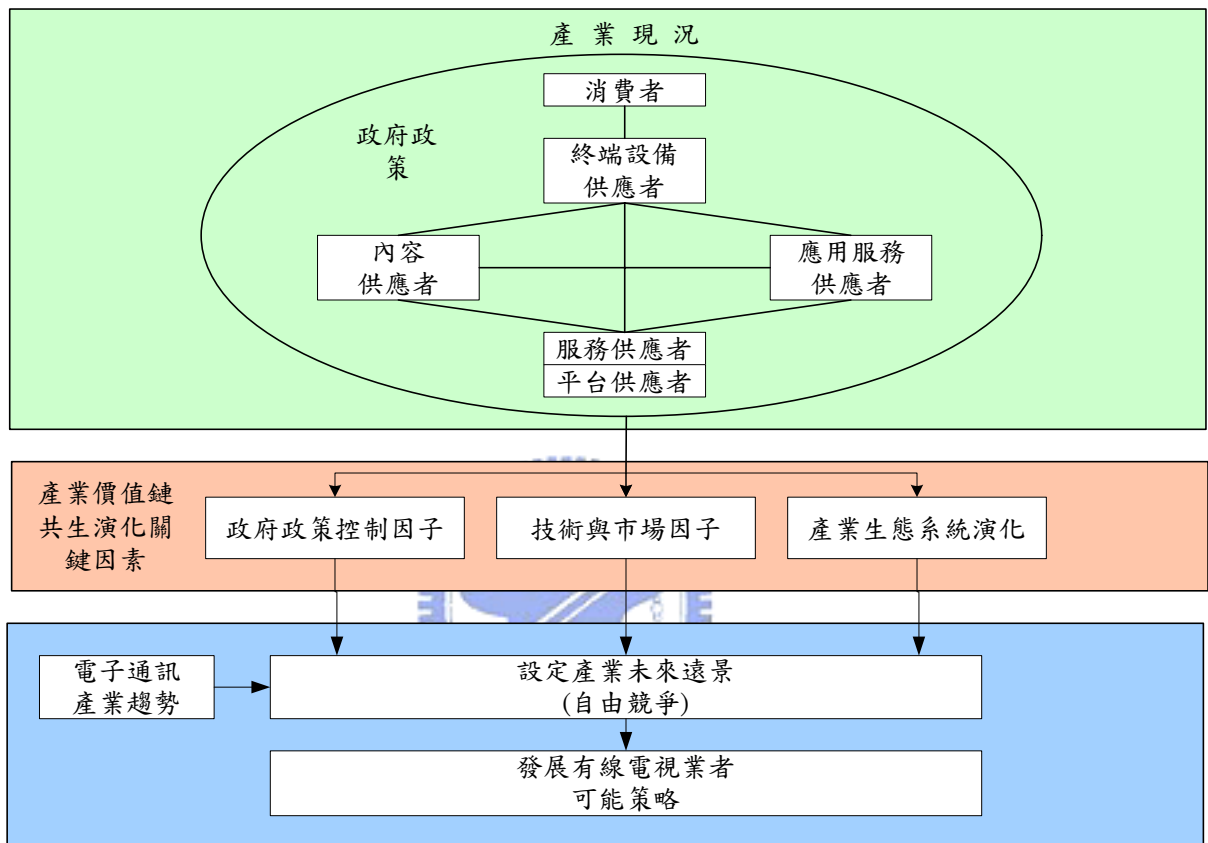 產 業 現 況
消費者
政府政
策
終端設備
供應者
內容
供應者
應用服務
供應者
服務供應者
平台供應者
產業價值鏈
共生演化關
鍵因素
政府政策控制因子
技術與市場因子
產業生態系統演化
電子通訊
產業趨勢
設定產業未來遠景
(自由競爭)
發展有線電視業者
可能策略